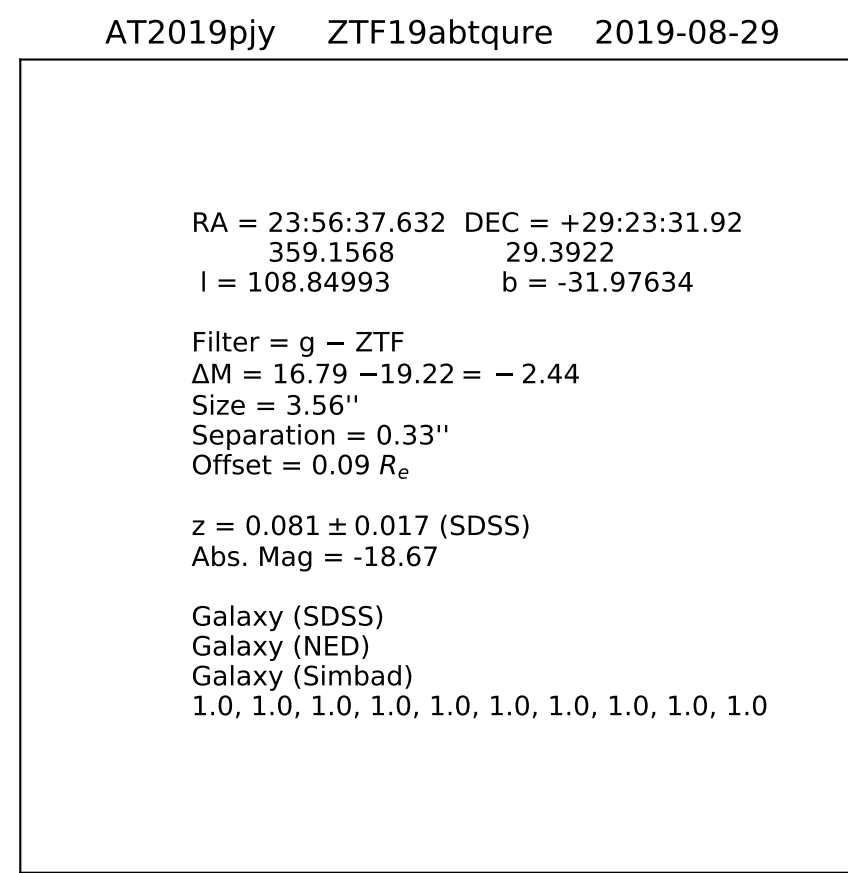 AT2019pjy ZTF19abtqure 2019-08-29
RA = 23:56:37.632 DEC = +29:23:31.92
359.1568 29.3922
l = 108.84993 b = -31.97634
Filter = g − ZTF
ΔM = 16.79 −19.22 = − 2.44
Size = 3.56''
Separation = 0.33''
Offset = 0.09 Rₑ
z = 0.081 ± 0.017 (SDSS)
Abs. Mag = -18.67
Galaxy (SDSS)
Galaxy (NED)
Galaxy (Simbad)
1.0, 1.0, 1.0, 1.0, 1.0, 1.0, 1.0, 1.0, 1.0, 1.0